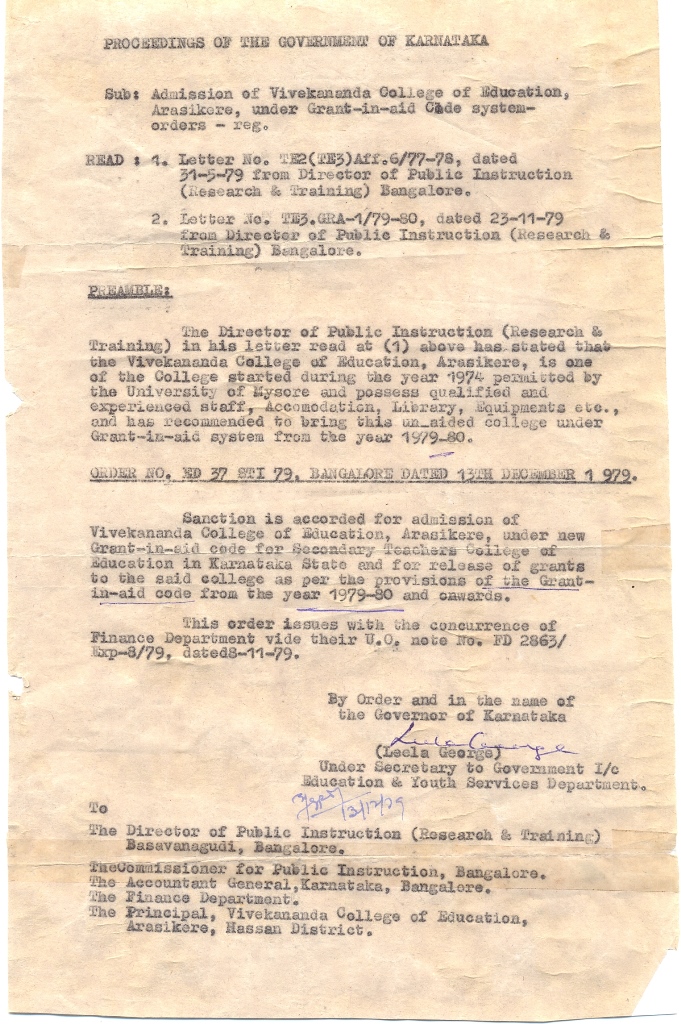 PROCEEDINGS OF THE GOVERNMENT OF KARNATAKA
Sub: Admission of Vivekananda College of Education,
Arasikere, under Grant-in-aid Code system-
orders - reg.
READ : 1. Letter No. TE2(TE3)Aff.6/77-78, dated
31-5-79 from Director of Public Instruction
(Research & Training) Bangalore.
2. Letter No. TE3.GRA-1/79-80, dated 23-11-79
from Director of Public Instruction (Research &
Training) Bangalore.
PREAMBLE:
The Director of Public Instruction (Research &
Training) in his letter read at (1) above has stated that
the Vivekananda College of Education, Arasikere, is one
of the College started during the year 1974 permitted by
the University of Mysore and possess qualified and
experienced staff, Accomodation, Library, Equipments etc.,
and has recommended to bring this un_aided college under
Grant-in-aid system from the year 1979-80.
ORDER NO. ED 37 STI 79, BANGALORE DATED 13TH DECEMBER 1 979.
Sanction is accorded for admission of
Vivekananda College of Education, Arasikere, under new
Grant-in-aid code for Secondary Teachers College of
Education in Karnataka State and for release of grants
to the said college as per the provisions of the Grant-
in-aid code from the year 1979-80 and onwards.
This order issues with the concurrence of
Finance Department vide their U.O. note No. FD 2863/
Exp-8/79, dated8-11-79.
By Order and in the name of
the Governor of Karnataka
Leela George
(Leela George)
Under Secretary to Government I/c
Education & Youth Services Department.
13/12/79
To
The Director of Public Instruction (Research & Training)
Basavanagudi, Bangalore.
TheCommissioner for Public Instruction, Bangalore.
The Accountant General,Karnataka, Bangalore.
The Finance Department.
The Principal, Vivekananda College of Education,
Arasikere, Hassan District.